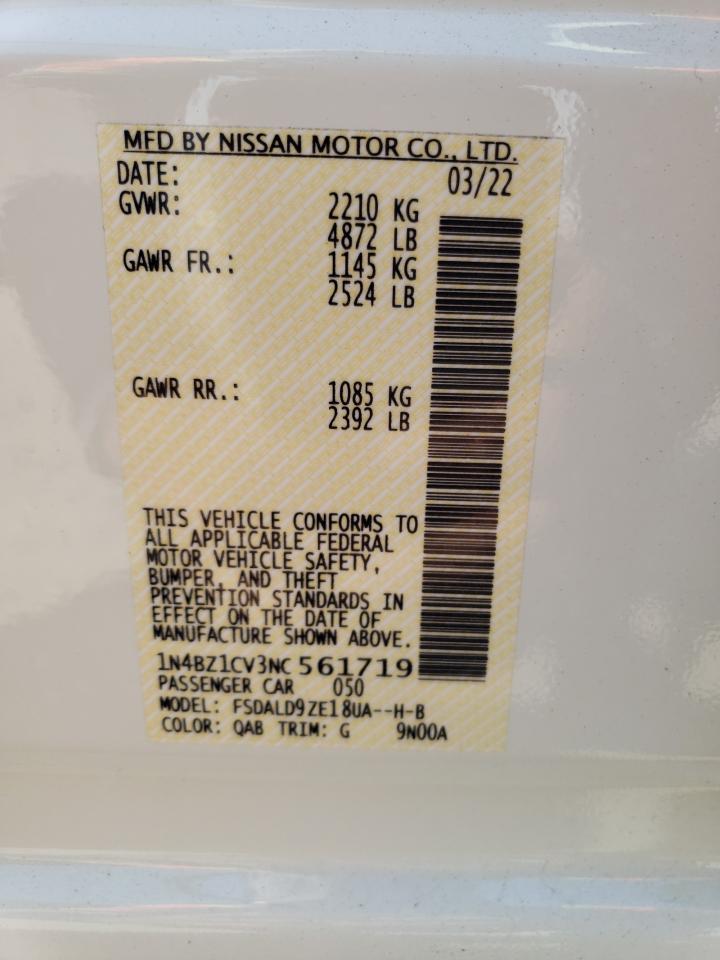 MFD BY NISSAN MOTOR CO., LTD.
DATE: 03/22
GVWR: 2210 KG
4872 LB
GAWR FR.: 1145 KG
2524 LB
GAWR RR.: 1085 KG
2392 LB
THIS VEHICLE CONFORMS TO
ALL APPLICABLE FEDERAL
MOTOR VEHICLE SAFETY,
BUMPER, AND THEFT
PREVENTION STANDARDS IN
EFFECT ON THE DATE OF
MANUFACTURE SHOWN ABOVE.
1N4BZ1CV3NC 561719
PASSENGER CAR 050
MODEL: FSDALD9ZE18UA--H-B
COLOR: QAB TRIM: G 9N00A